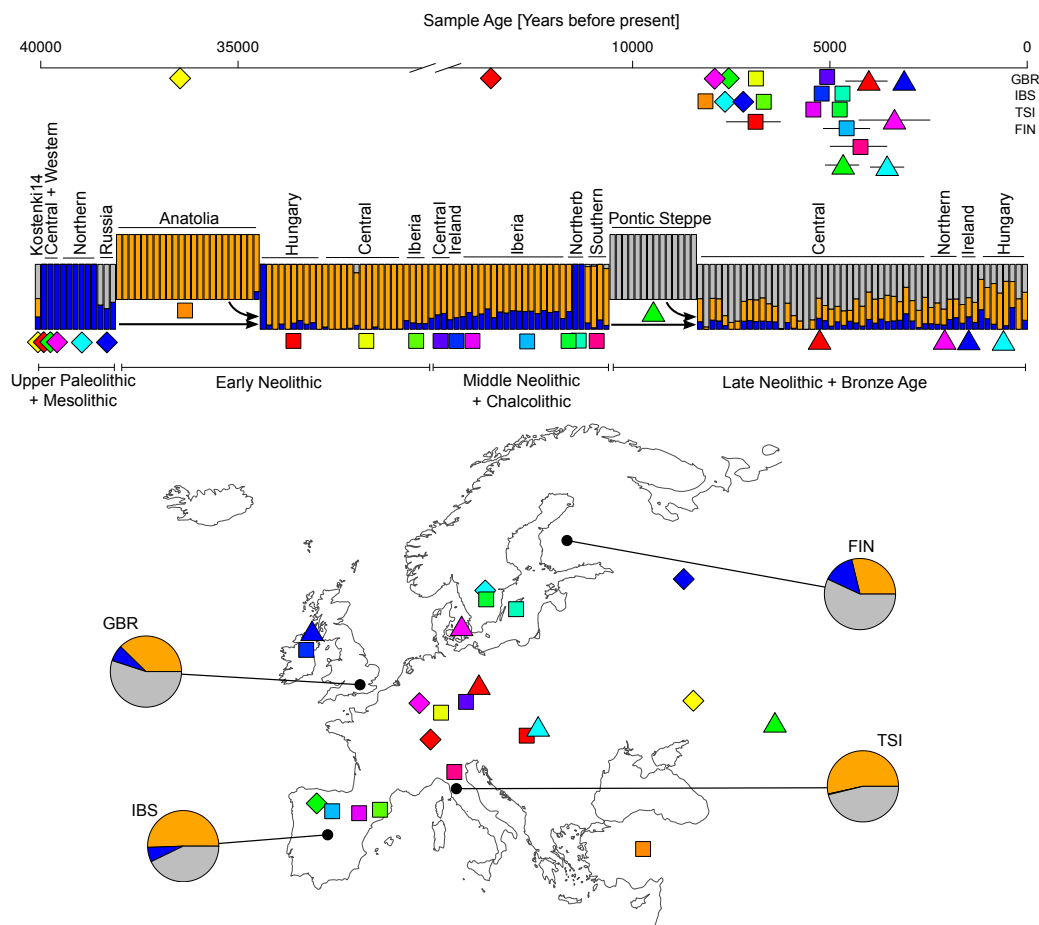 Sample Age [Years before present]
40000 35000 10000 5000 0
GBR
IBS
TSI
FIN
Kostenki14
Central + Western
Northern
Russia
Anatolia
Hungary
Central
Iberia
Central
Ireland
Iberia
Northerb
Southern
Pontic Steppe
Central
Northern
Ireland
Hungary
Upper Paleolithic
+ Mesolithic
Early Neolithic
Middle Neolithic
+ Chalcolithic
Late Neolithic + Bronze Age
FIN
GBR
TSI
IBS